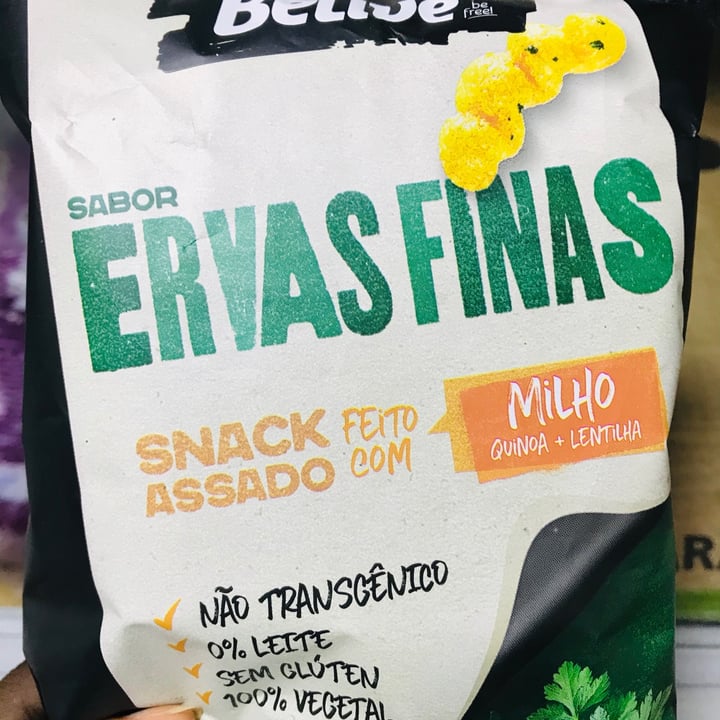 Belive
be
free!
SABOR
ERVAS FINAS
SNACK
ASSADO
FEITO
COM
MiLHO
QUiNOA + LENTiLHA
NÃO TRANSGÊNICO
0% LEITE
SEM GLÚTEN
100% VEGETAL